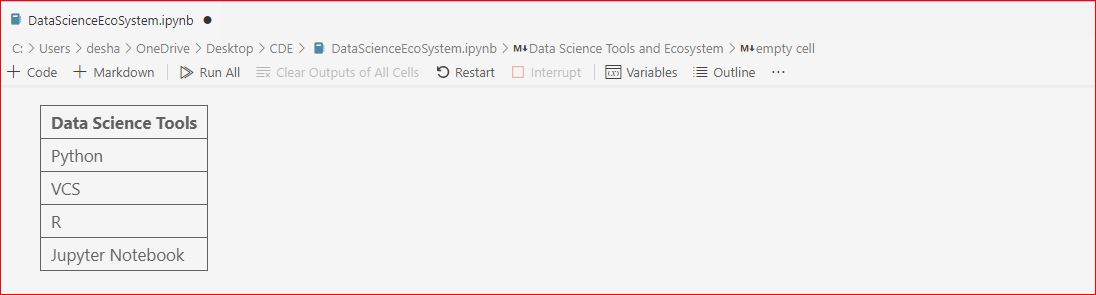 DataScienceEcoSystem.ipynb ●
C: > Users > desha > OneDrive > Desktop > CDE > DataScienceEcoSystem.ipynb > M↓Data Science Tools and Ecosystem > M↓empty cell
+ Code + Markdown Run All Clear Outputs of All Cells Restart Interrupt (x) Variables Outline ...
Data Science Tools
Python
VCS
R
Jupyter Notebook